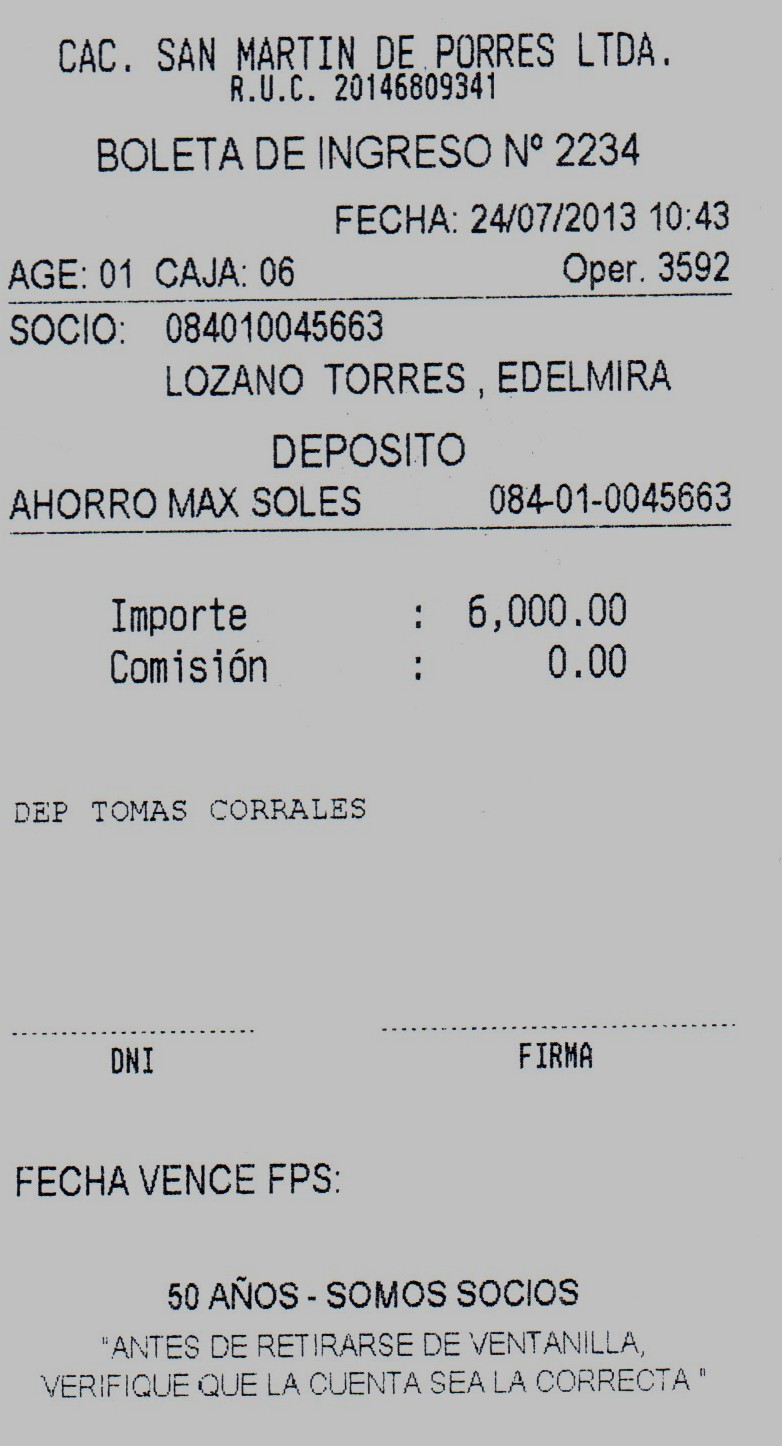 CAC. SAN MARTIN DE PORRES LTDA.
R.U.C. 20146809341
BOLETA DE INGRESO Nº 2234
FECHA: 24/07/2013 10:43
AGE: 01 CAJA: 06 Oper. 3592
SOCIO: 084010045663
LOZANO TORRES , EDELMIRA
DEPOSITO
AHORRO MAX SOLES 084-01-0045663
Importe : 6,000.00
Comisión : 0.00
DEP TOMAS CORRALES
DNI FIRMA
FECHA VENCE FPS:
50 AÑOS - SOMOS SOCIOS
"ANTES DE RETIRARSE DE VENTANILLA,
VERIFIQUE QUE LA CUENTA SEA LA CORRECTA "